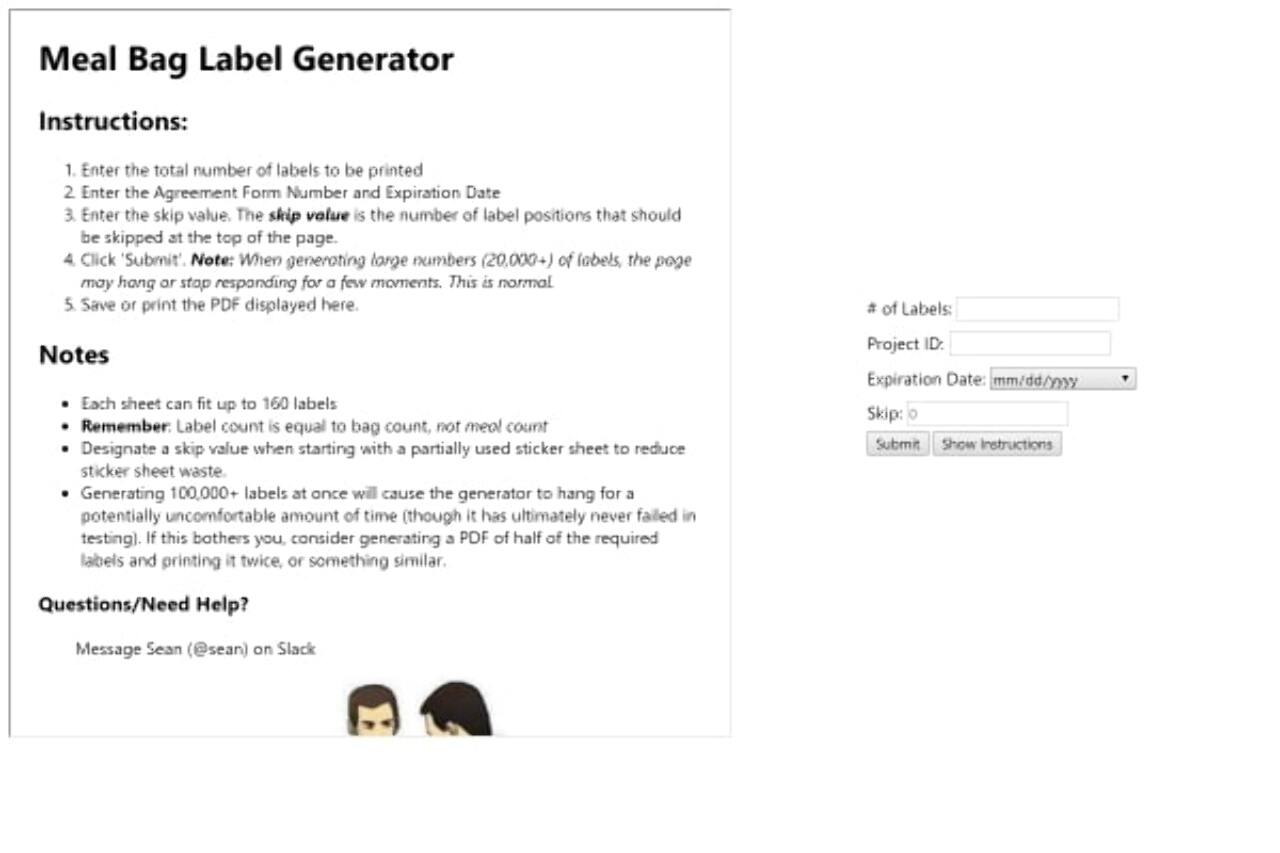 Meal Bag Label Generator
Instructions:
1. Enter the total number of labels to be printed
2. Enter the Agreement Form Number and Expiration Date
3. Enter the skip value. The skip value is the number of label positions that should
be skipped at the top of the page.
4. Click 'Submit'. Note: When generating large numbers (20,000+) of labels, the page
may hang or stop responding for a few moments. This is normal.
5. Save or print the PDF displayed here.
Notes
• Each sheet can fit up to 160 labels
• Remember: Label count is equal to bag count, not meal count
• Designate a skip value when starting with a partially used sticker sheet to reduce
sticker sheet waste.
• Generating 100,000+ labels at once will cause the generator to hang for a
potentially uncomfortable amount of time (though it has ultimately never failed in
testing). If this bothers you, consider generating a PDF of half of the required
labels and printing it twice, or something similar.
Questions/Need Help?
Message Sean (@sean) on Slack
# of Labels:
Project ID:
Expiration Date: mm/dd/yyyy
Skip: 0
Submit Show Instructions